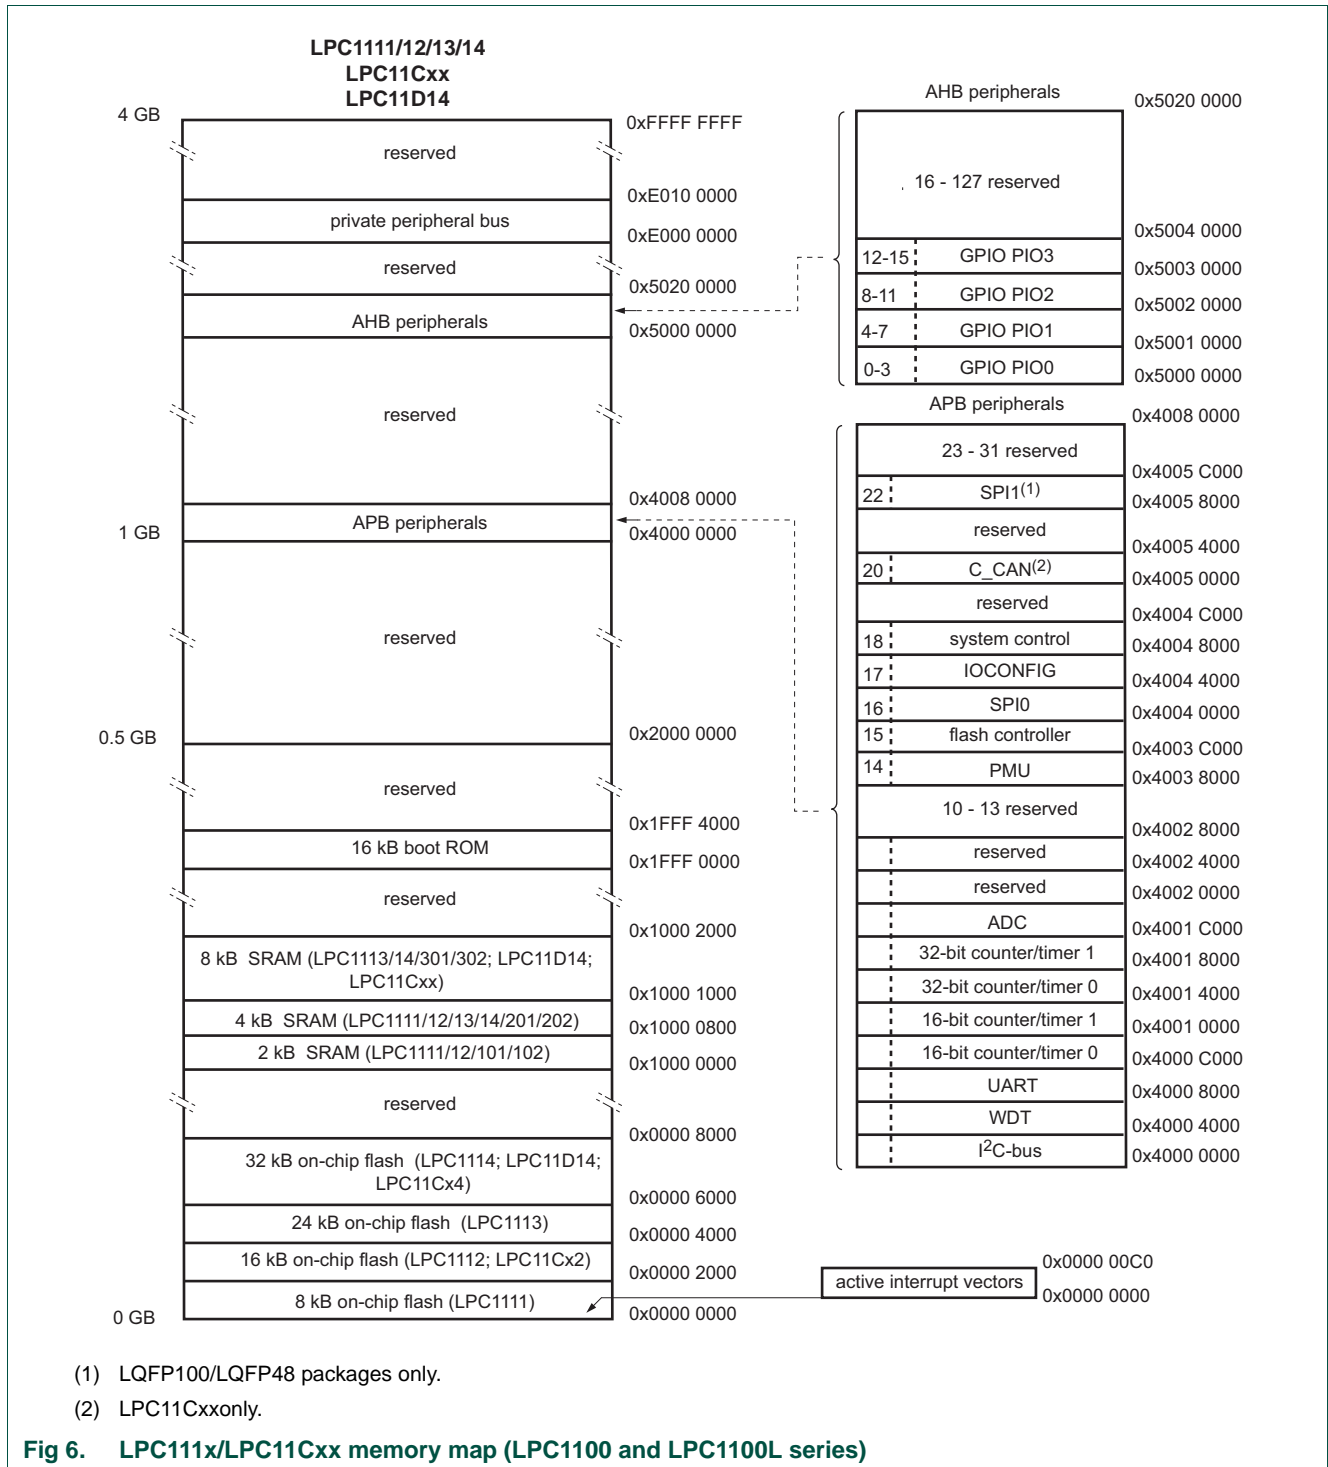 LPC1111/12/13/14
LPC11Cxx
LPC11D14
4 GB
0xFFFF FFFF
reserved
0xE010 0000
private peripheral bus
0xE000 0000
reserved
0x5020 0000
AHB peripherals
0x5000 0000
reserved
0x4008 0000
APB peripherals
1 GB
0x4000 0000
reserved
0.5 GB
0x2000 0000
reserved
0x1FFF 4000
16 kB boot ROM
0x1FFF 0000
reserved
0x1000 2000
8 kB SRAM (LPC1113/14/301/302; LPC11D14;
LPC11Cxx)
0x1000 1000
4 kB SRAM (LPC1111/12/13/14/201/202)
0x1000 0800
2 kB SRAM (LPC1111/12/101/102)
0x1000 0000
reserved
0x0000 8000
32 kB on-chip flash (LPC1114; LPC11D14;
LPC11Cx4)
0x0000 6000
24 kB on-chip flash (LPC1113)
0x0000 4000
16 kB on-chip flash (LPC1112; LPC11Cx2)
0x0000 2000
8 kB on-chip flash (LPC1111)
0 GB
0x0000 0000
AHB peripherals
0x5020 0000
16 - 127 reserved
0x5004 0000
12-15 GPIO PIO3
0x5003 0000
8-11 GPIO PIO2
0x5002 0000
4-7 GPIO PIO1
0x5001 0000
0-3 GPIO PIO0
0x5000 0000
APB peripherals
0x4008 0000
23 - 31 reserved
0x4005 C000
22 SPI1(1)
0x4005 8000
reserved
0x4005 4000
20 C_CAN(2)
0x4005 0000
reserved
0x4004 C000
18 system control
0x4004 8000
17 IOCONFIG
0x4004 4000
16 SPI0
0x4004 0000
15 flash controller
0x4003 C000
14 PMU
0x4003 8000
10 - 13 reserved
0x4002 8000
reserved
0x4002 4000
reserved
0x4002 0000
ADC
0x4001 C000
32-bit counter/timer 1
0x4001 8000
32-bit counter/timer 0
0x4001 4000
16-bit counter/timer 1
0x4001 0000
16-bit counter/timer 0
0x4000 C000
UART
0x4000 8000
WDT
0x4000 4000
I2C-bus
0x4000 0000
0x0000 00C0
active interrupt vectors
0x0000 0000
(1) LQFP100/LQFP48 packages only.
(2) LPC11Cxxonly.
Fig 6. LPC111x/LPC11Cxx memory map (LPC1100 and LPC1100L series)